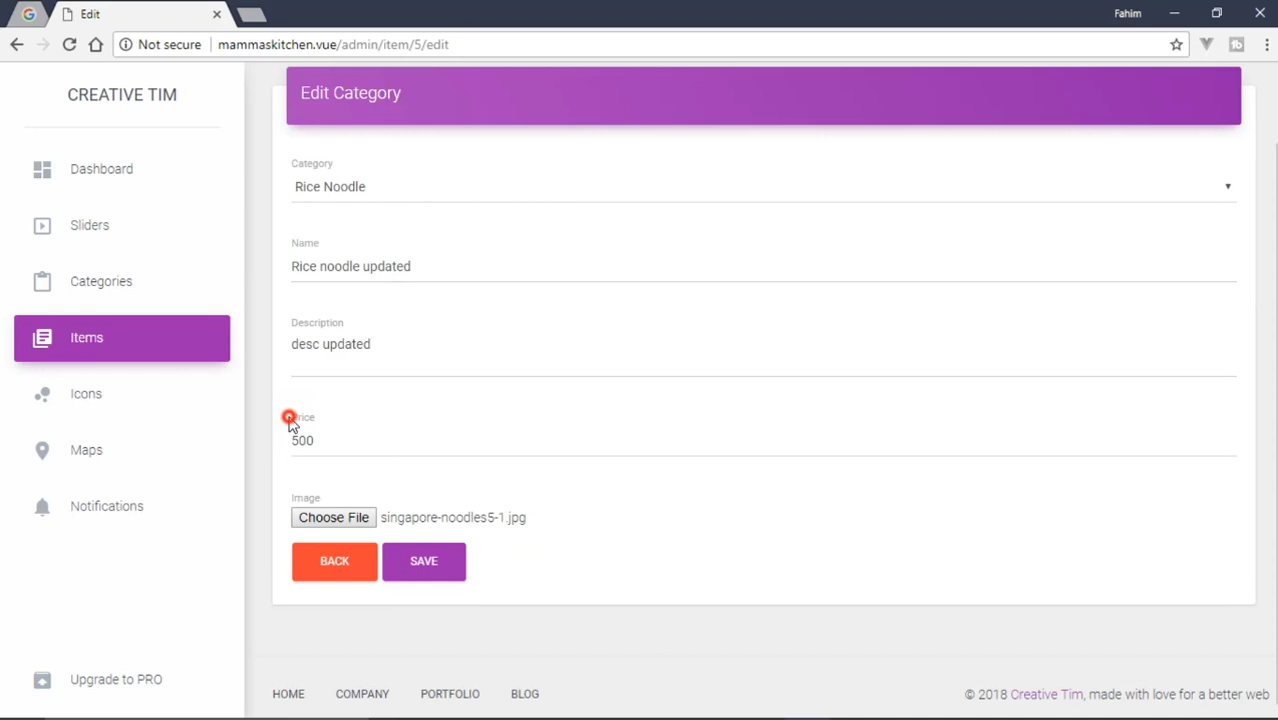 Edit
Fahim
Not secure
mammaskitchen.vue/admin/item/5/edit
CREATIVE TIM
Dashboard
Sliders
Categories
Items
Icons
Maps
Notifications
Upgrade to PRO
Edit Category
Category
Rice Noodle
Name
Rice noodle updated
Description
desc updated
Price
500
Image
Choose File singapore-noodles5-1.jpg
BACK SAVE
HOME COMPANY PORTFOLIO BLOG
© 2018 Creative Tim, made with love for a better web